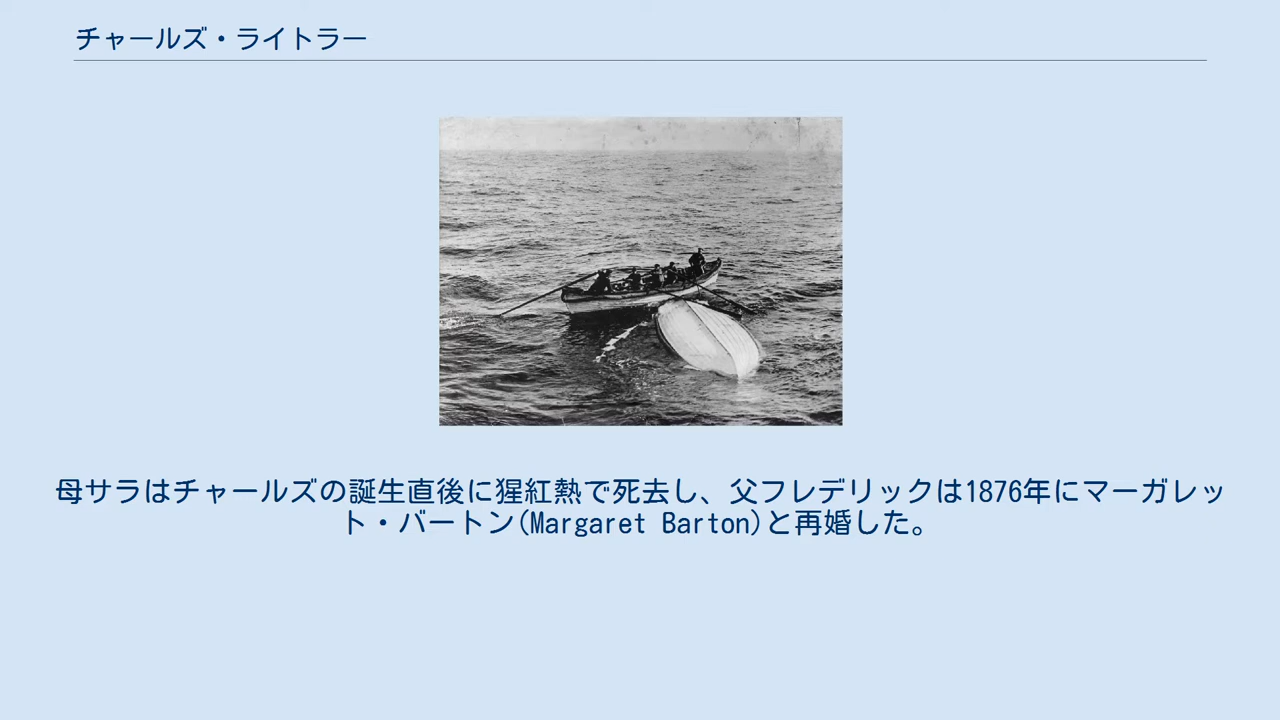 チャールズ・ライトラー
母サラはチャールズの誕生直後に猩紅熱で死去し、父フレデリックは1876年にマーガレッ
ト・バートン(Margaret Barton)と再婚した。